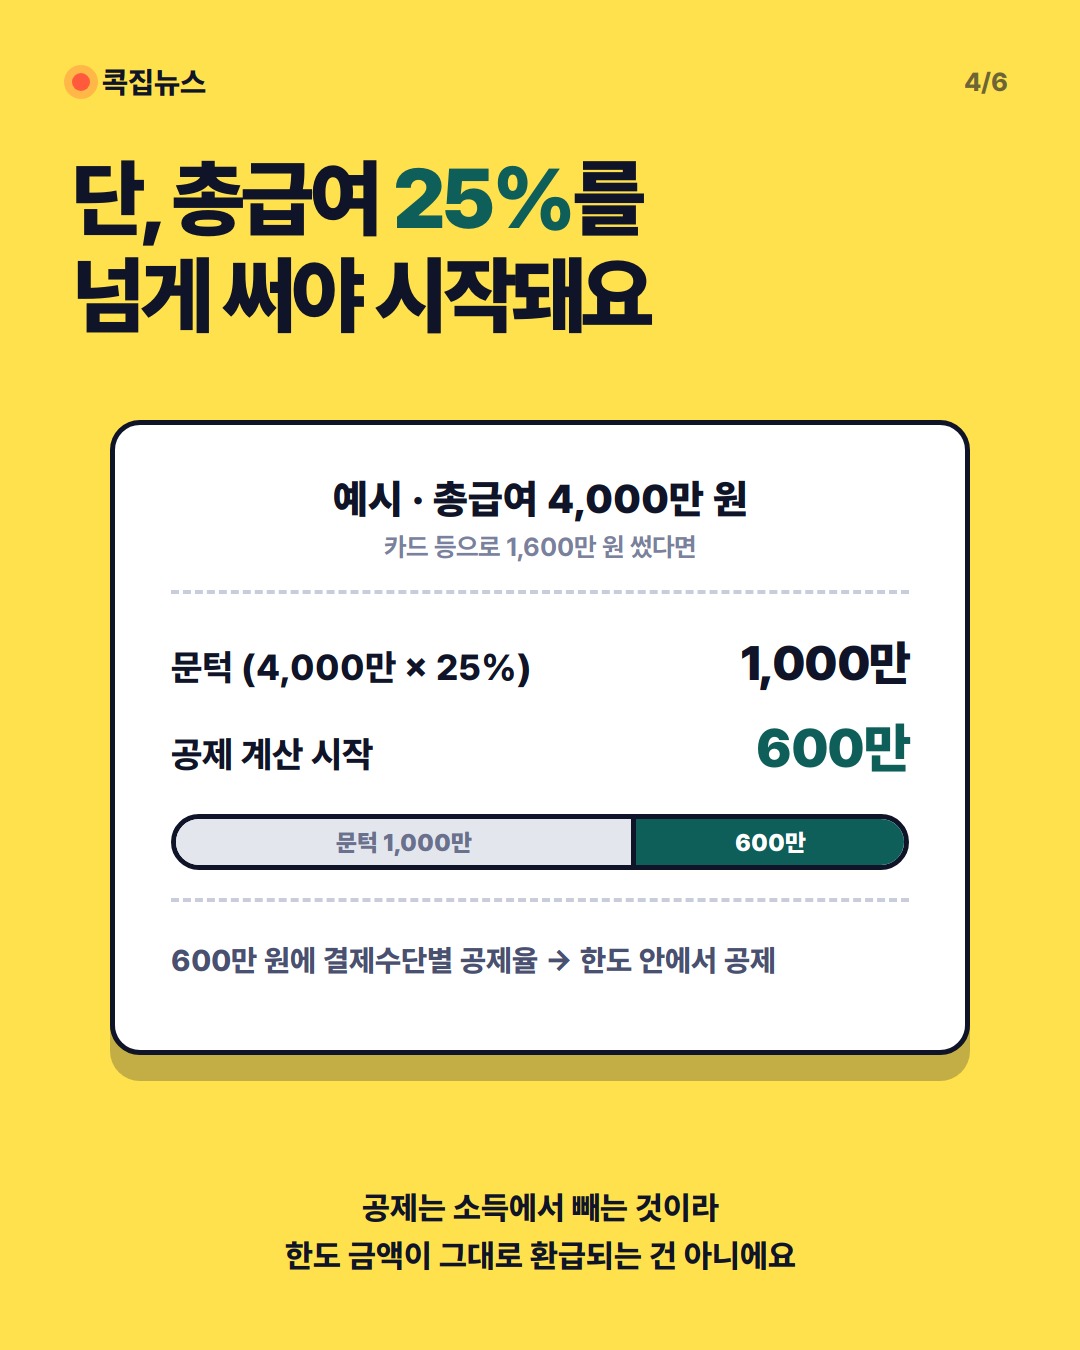 콕집뉴스
4/6
단, 총급여 25%를
넘게 써야 시작돼요
예시 · 총급여 4,000만 원
카드 등으로 1,600만 원 썼다면
문턱 (4,000만 × 25%)
1,000만
공제 계산 시작
600만
문턱 1,000만
600만
600만 원에 결제수단별 공제율 → 한도 안에서 공제
공제는 소득에서 빼는 것이라
한도 금액이 그대로 환급되는 건 아니에요